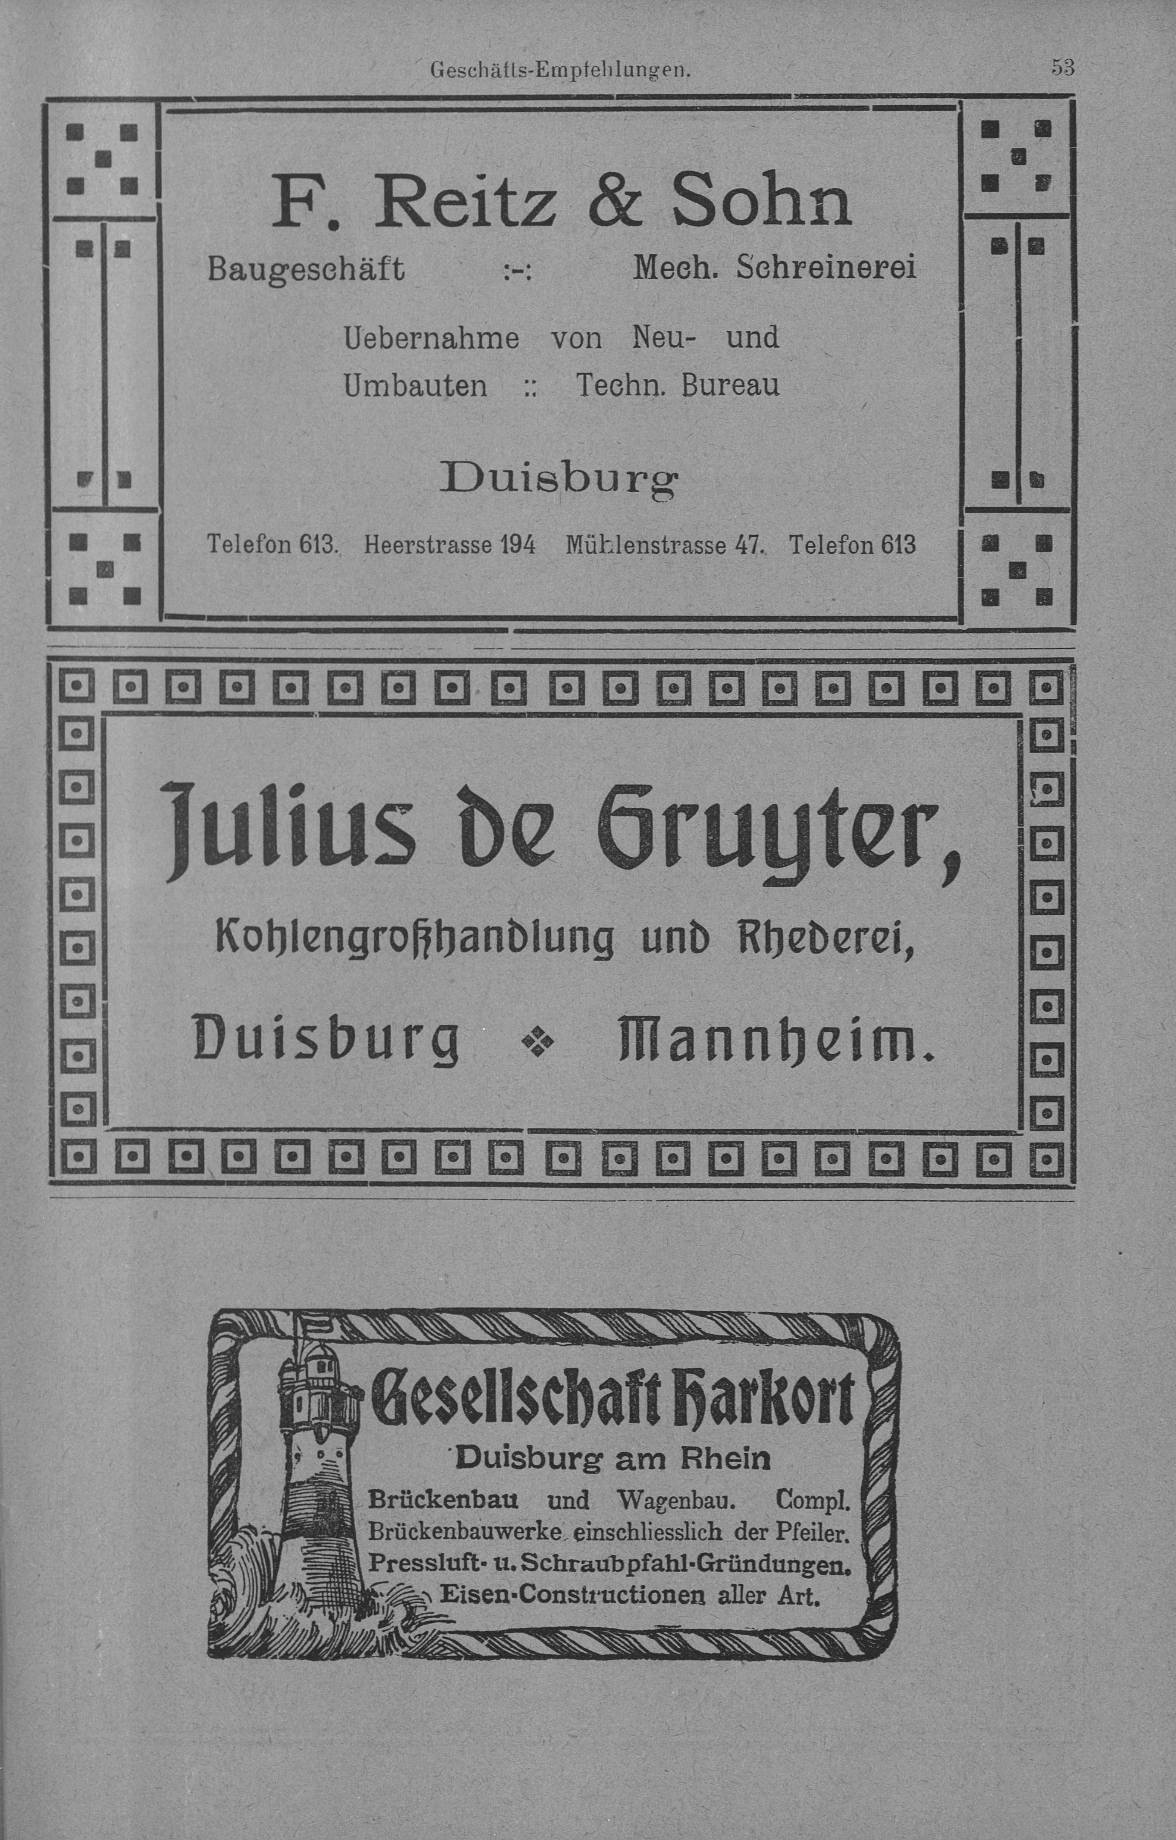 Geschäfts-Empfehlungen. 53
F. Reitz & Sohn
Baugeschäft :-: Mech. Schreinerei
Uebernahme von Neu- und
Umbauten :: Techn. Bureau
Duisburg
Telefon 613. Heerstrasse 194 Mühlenstrasse 47. Telefon 613
Julius de Gruyter,
Kohlengroßhandlung und Rhederei,
Duisburg ❖ Mannheim.
Gesellschaft Harkort
Duisburg am Rhein
Brückenbau und Wagenbau. Compl.
Brückenbauwerke einschliesslich der Pfeiler.
Pressluft- u. Schraubpfahl-Gründungen.
Eisen-Constructionen aller Art.